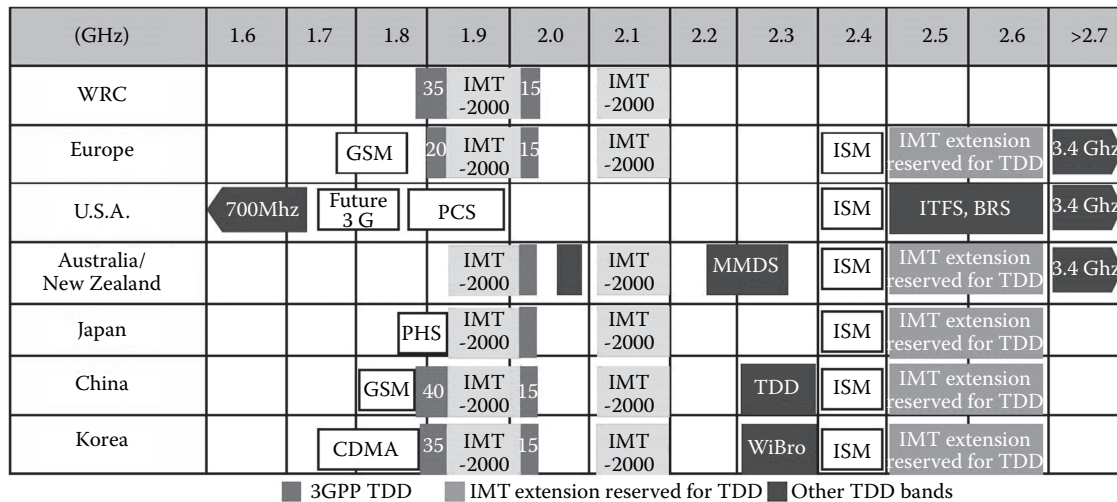 (GHz) 1.6 1.7 1.8 1.9 2.0 2.1 2.2 2.3 2.4 2.5 2.6 >2.7
WRC 35 IMT -2000 15 IMT -2000
Europe GSM 20 IMT -2000 15 IMT -2000 ISM IMT extension reserved for TDD 3.4 Ghz
U.S.A. 700Mhz Future 3 G PCS ISM ITFS, BRS 3.4 Ghz
Australia/ New Zealand IMT -2000 IMT -2000 MMDS ISM IMT extension reserved for TDD 3.4 Ghz
Japan PHS IMT -2000 IMT -2000 ISM IMT extension reserved for TDD
China GSM 40 IMT -2000 15 IMT -2000 TDD ISM IMT extension reserved for TDD
Korea CDMA 35 IMT -2000 15 IMT -2000 WiBro ISM IMT extension reserved for TDD
3GPP TDD IMT extension reserved for TDD Other TDD bands